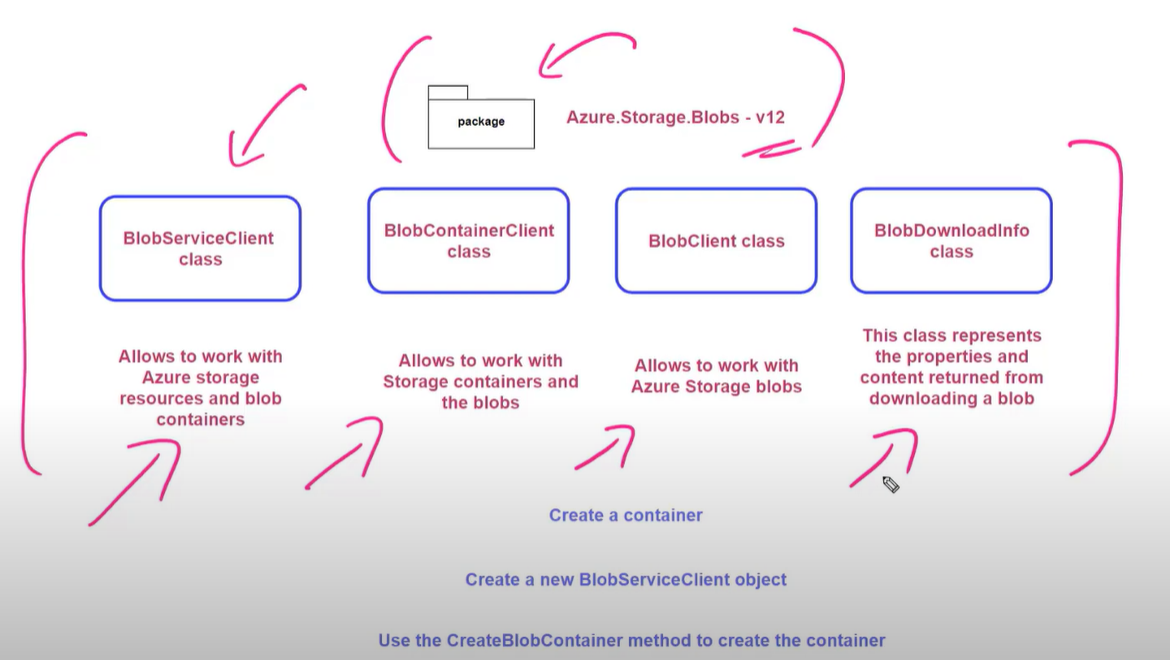 package
Azure.Storage.Blobs - v12
BlobServiceClient
class
BlobContainerClient
class
BlobClient class
BlobDownloadInfo
class
Allows to work with
Azure storage
resources and blob
containers
Allows to work with
Storage containers and
the blobs
Allows to work with
Azure Storage blobs
This class represents
the properties and
content returned from
downloading a blob
Create a container
Create a new BlobServiceClient object
Use the CreateBlobContainer method to create the container